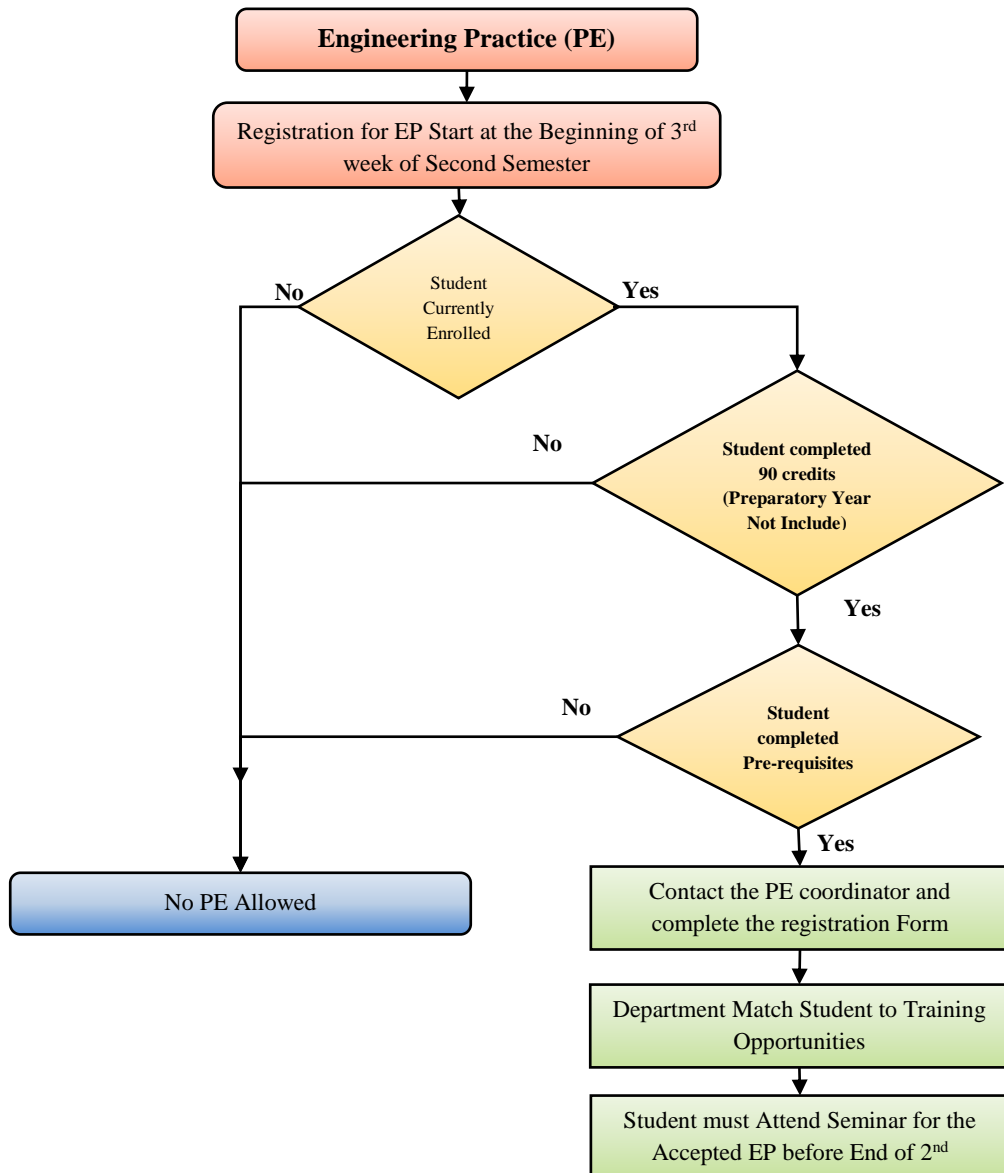 Engineering Practice (PE)
Registration for EP Start at the Beginning of 3rd
week of Second Semester
No
Student
Currently
Enrolled
Yes
No
Student completed
90 credits
(Preparatory Year
Not Include)
Yes
No
Student
completed
Pre-requisites
Yes
No PE Allowed
Contact the PE coordinator and
complete the registration Form
Department Match Student to Training
Opportunities
Student must Attend Seminar for the
Accepted EP before End of 2nd